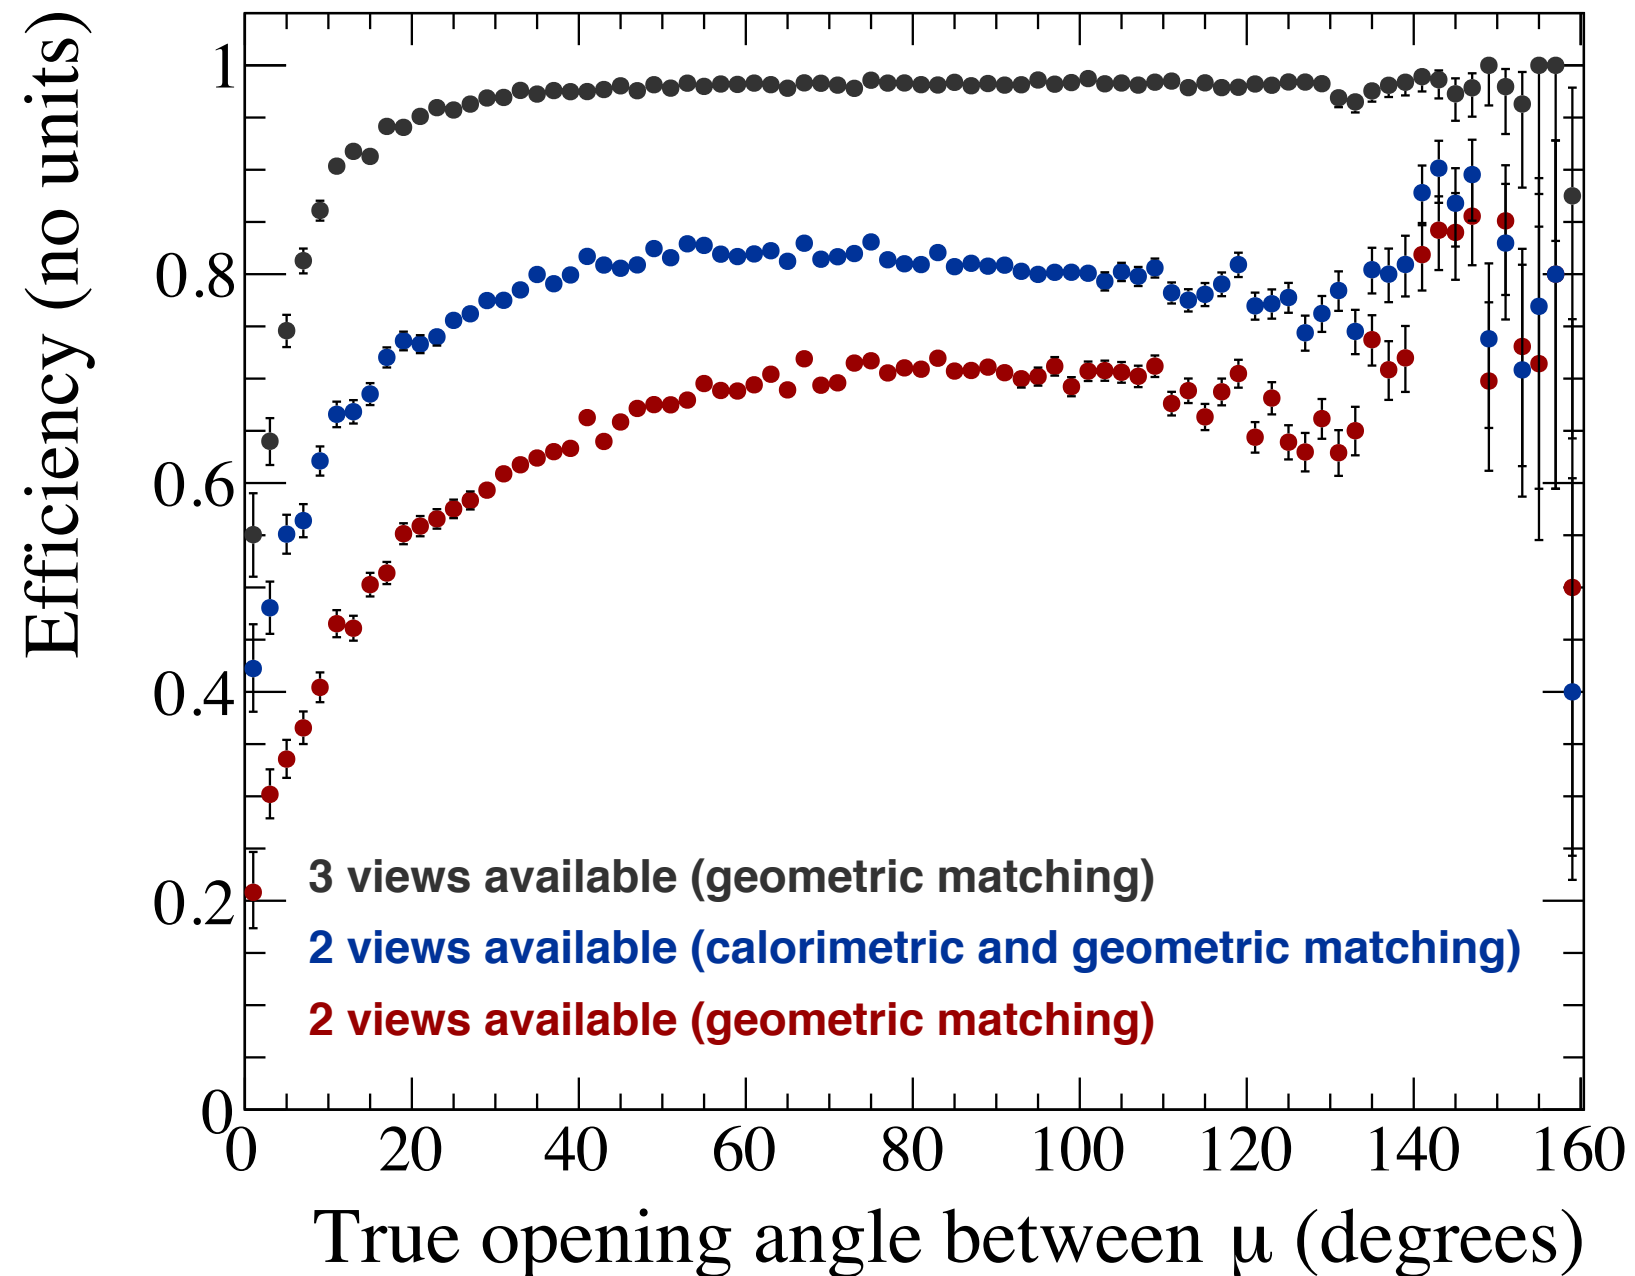 Efficiency (no units)
1
0.8
0.6
0.4
0.2
0
3 views available (geometric matching)
2 views available (calorimetric and geometric matching)
2 views available (geometric matching)
0 20 40 60 80 100 120 140 160
True opening angle between μ (degrees)